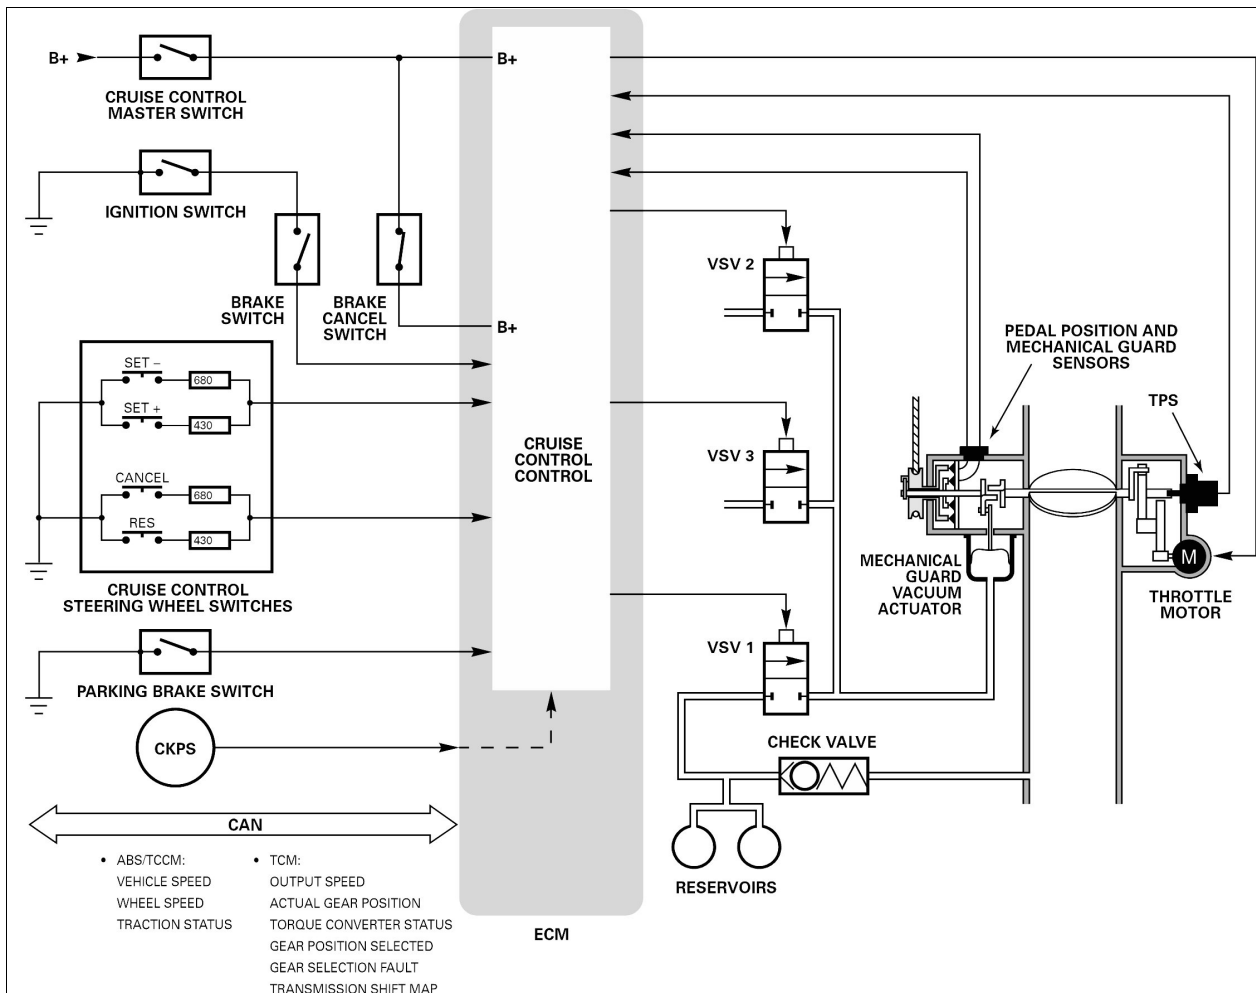 B+
CRUISE CONTROL
MASTER SWITCH
B+
IGNITION SWITCH
BRAKE
SWITCH
BRAKE
CANCEL
SWITCH
B+
SET –
680
SET +
430
CANCEL
680
RES
430
CRUISE CONTROL
STEERING WHEEL SWITCHES
PARKING BRAKE SWITCH
CKPS
CAN
• ABS/TCCM:
VEHICLE SPEED
WHEEL SPEED
TRACTION STATUS
• TCM:
OUTPUT SPEED
ACTUAL GEAR POSITION
TORQUE CONVERTER STATUS
GEAR POSITION SELECTED
GEAR SELECTION FAULT
TRANSMISSION SHIFT MAP
CRUISE
CONTROL
CONTROL
ECM
VSV 2
VSV 3
VSV 1
CHECK VALVE
RESERVOIRS
PEDAL POSITION AND
MECHANICAL GUARD
SENSORS
TPS
MECHANICAL
GUARD
VACUUM
ACTUATOR
M
THROTTLE
MOTOR